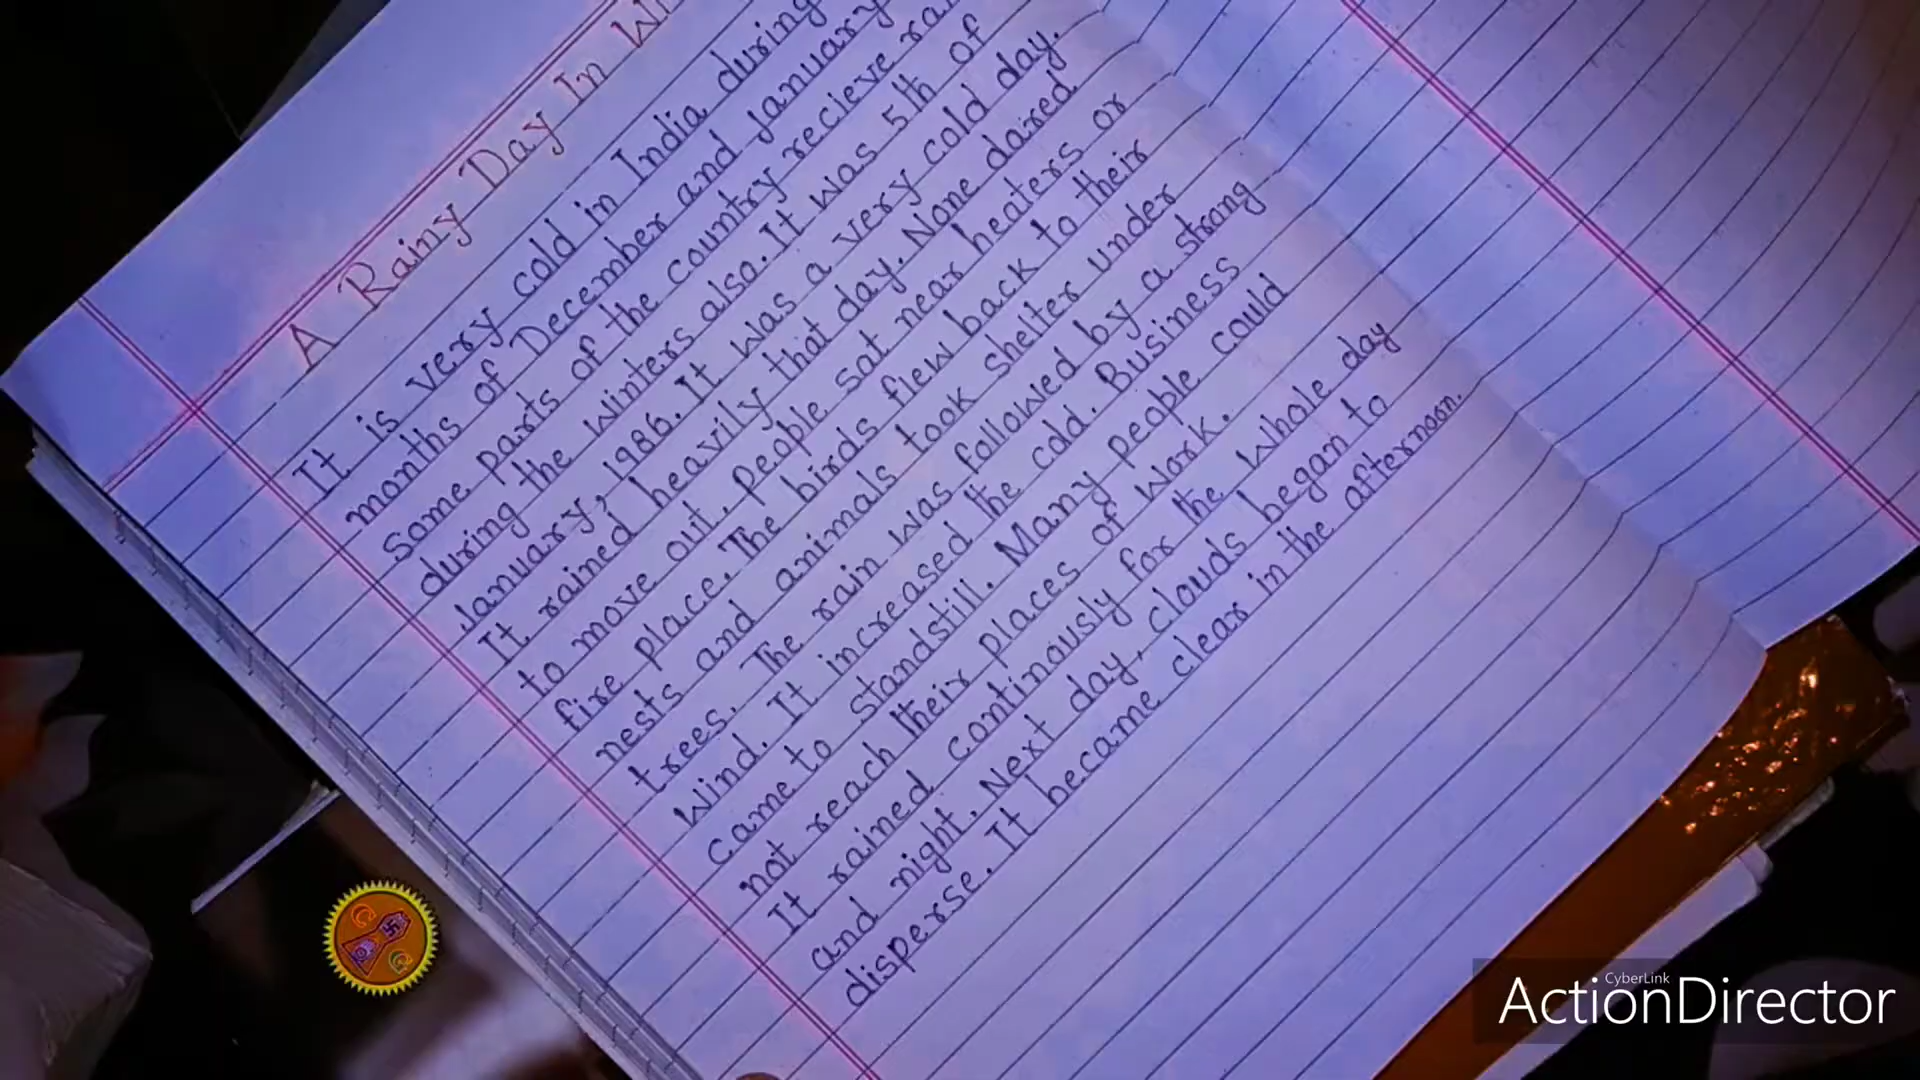 A Rainy Day In
It is very cold in India during
months of December and January
Some parts of the country recieve
during the winters also. It was 5th of
January, 1986. It was a very cold day.
It rained heavily that day. None dared
to move out. people sat near heaters or
fire place. The birds flew back to their
nests and animals took shelter under
trees. The rain was followed by a strong
wind. It increased the cold. Business
came to standstill. Many people could
not reach their places of work.
It rained continously for the whole day
and night. Next day, clouds began to
disperse. It became clear in the afternoon.
CyberLink
ActionDirector